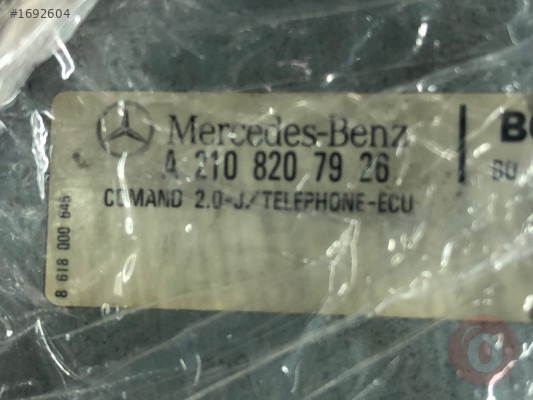 #1692604
Mercedes-Benz
A 210 820 79 26
COMAND 2.0-J/TELEPHONE-ECU
8 618 000 645